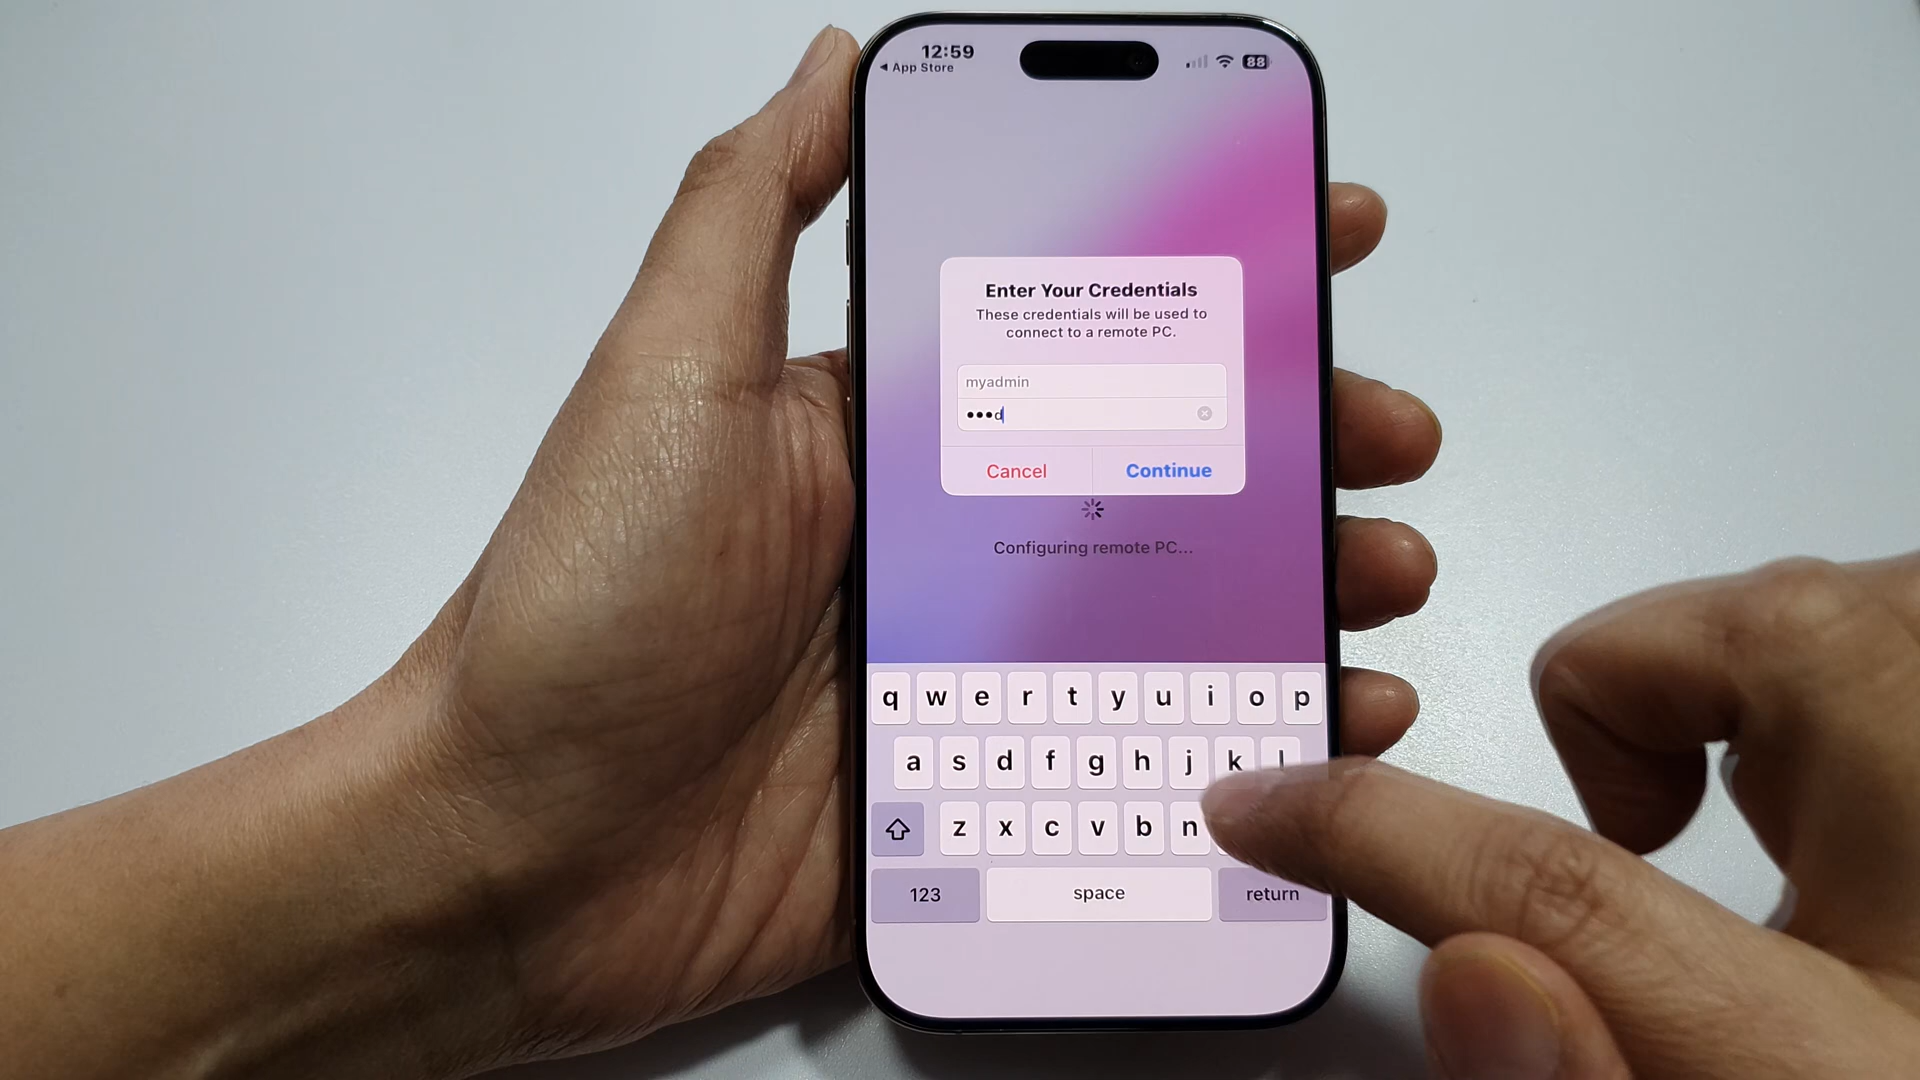 12:59
◂ App Store
88
Enter Your Credentials
These credentials will be used to
connect to a remote PC.
myadmin
•••d
Cancel
Continue
Configuring remote PC...
q w e r t y u i o p
a s d f g h j k l
z x c v b n
123
space
return